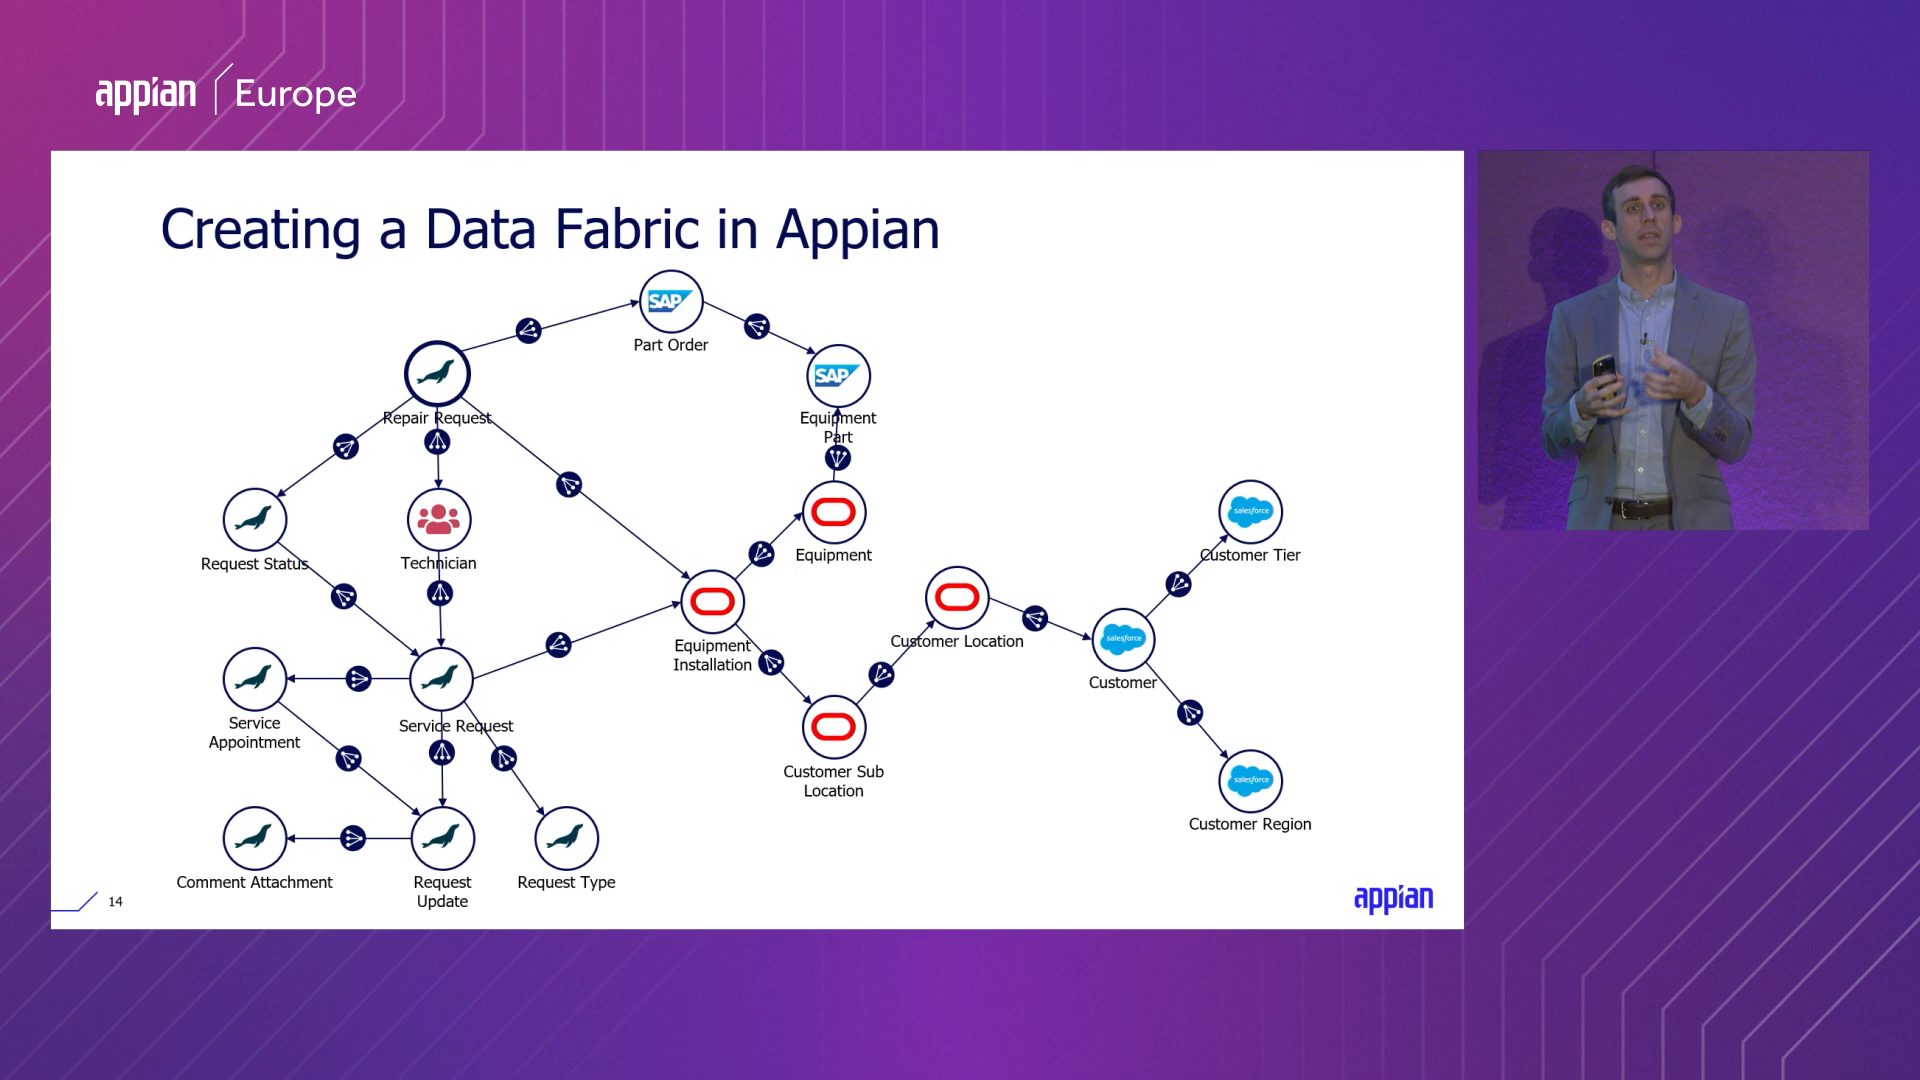 appian Europe
Creating a Data Fabric in Appian
SAP
Part Order
SAP
Repair Request
Equipment
Part
salesforce
Request Status
Technician
Equipment
Customer Tier
Equipment
Installation
Customer Location
salesforce
Customer
Service
Appointment
Service Request
Customer Sub
Location
salesforce
Customer Region
Comment Attachment
Request
Update
Request Type
14
appian